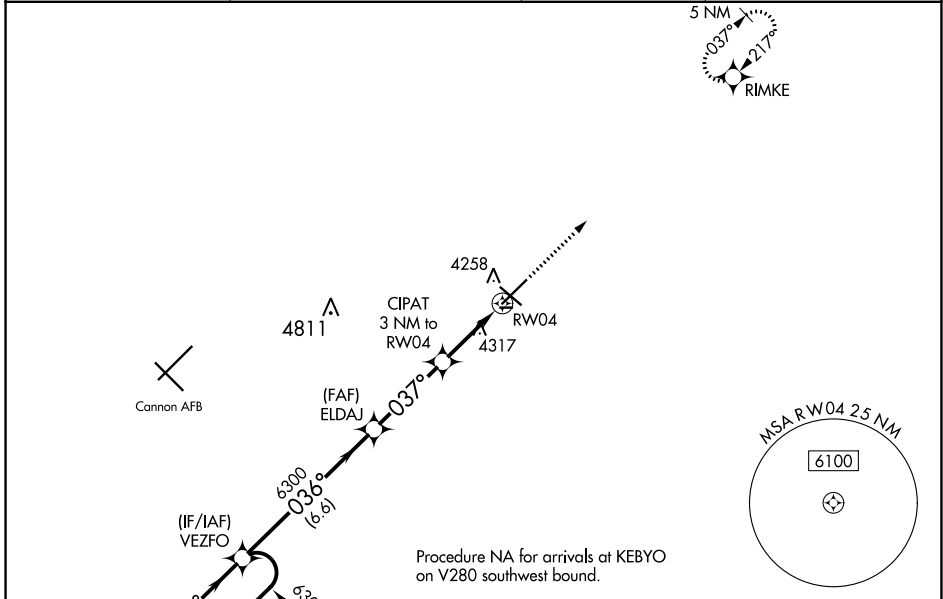 5 NM
037°
217°
RIMKE
4258
CIPAT
3 NM to
RW04
4811
RW04
4317
Cannon AFB
037°
(FAF)
ELDAJ
MSA RW04 25 NM
6100
6300
036°
(6.6)
(IF/IAF)
VEZFO
Procedure NA for arrivals at KEBYO
on V280 southwest bound.